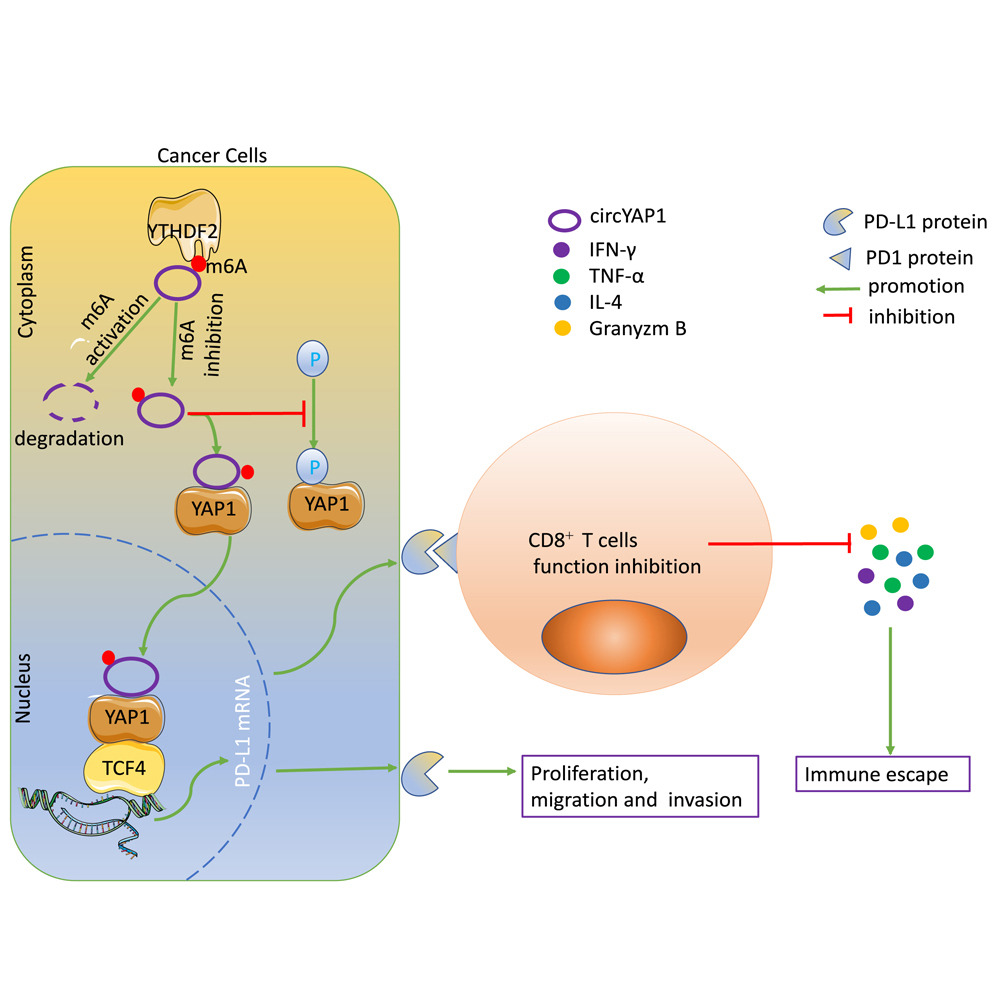 Cancer Cells
Cytoplasm
YTHDF2
m6A
m6A
activation
m6A
inhibition
degradation
P
P
YAP1
YAP1
Nucleus
YAP1
TCF4
PD-L1 mRNA
circYAP1
IFN-γ
TNF-α
IL-4
Granyzm B
PD-L1 protein
PD1 protein
promotion
inhibition
CD8⁺ T cells
function inhibition
Proliferation,
migration and invasion
Immune escape